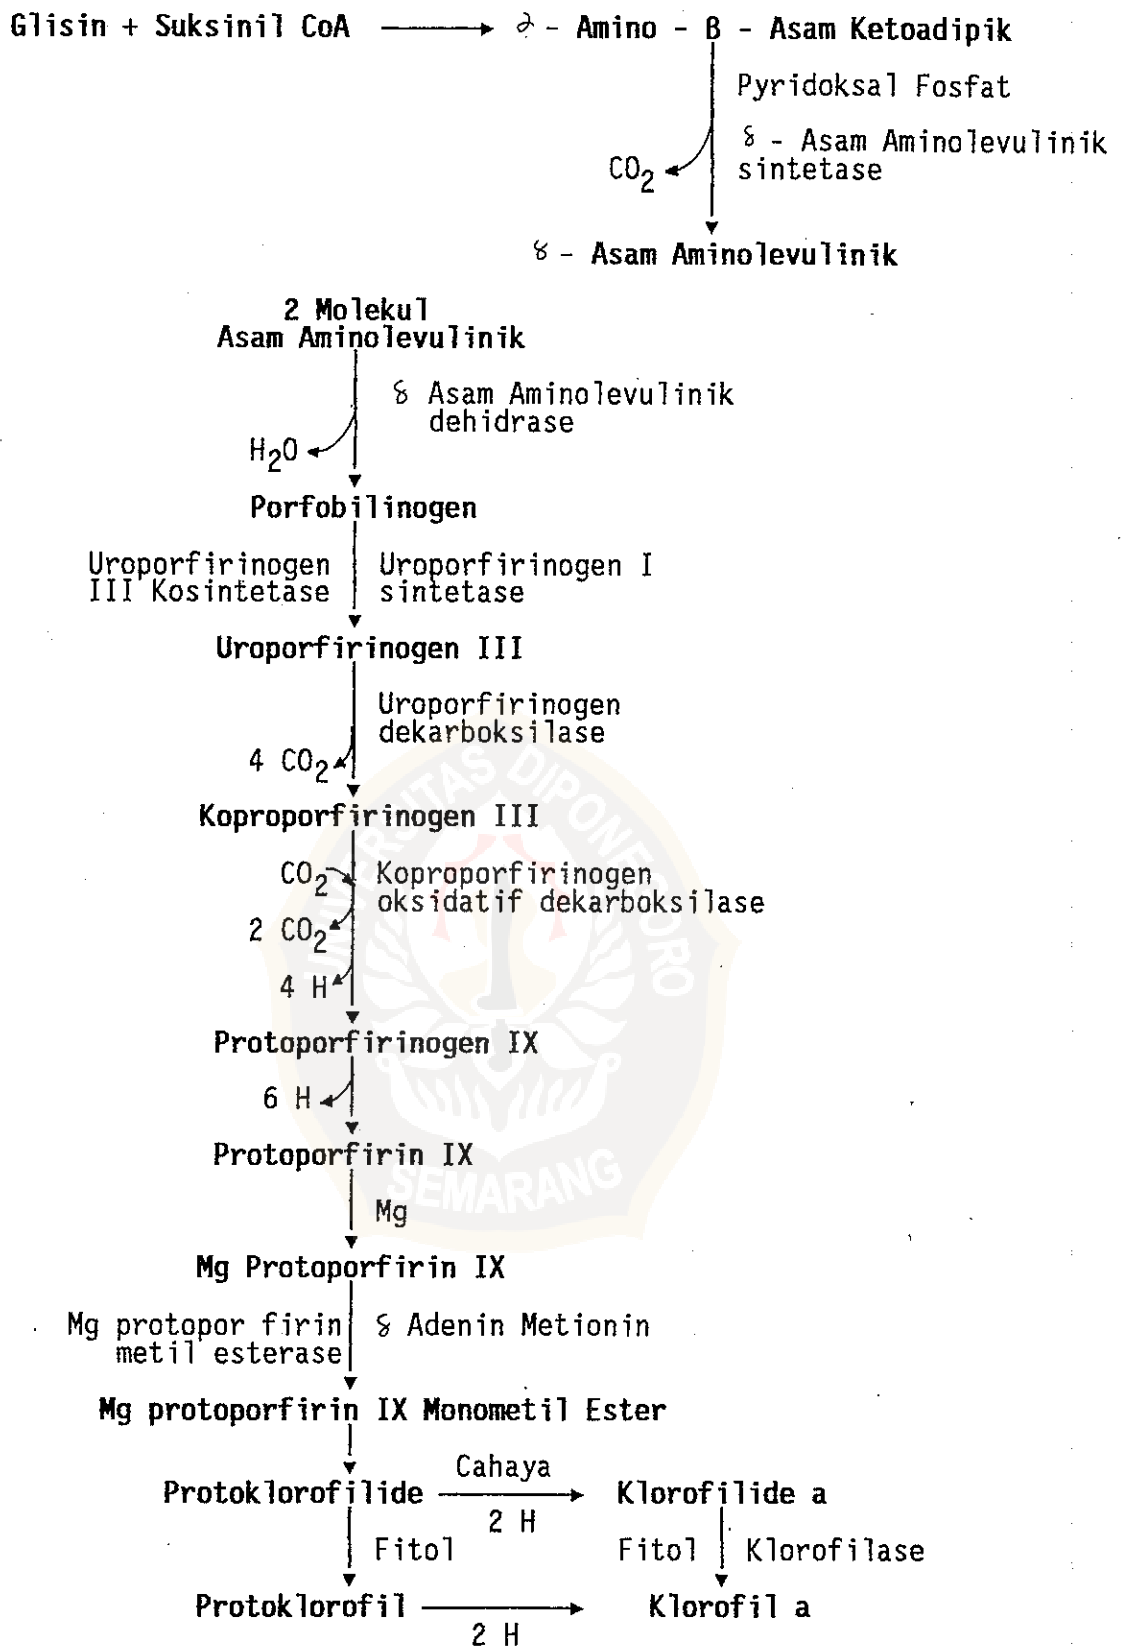 Glisin + Suksinil CoA ⟶ ∂ - Amino - β - Asam Ketoadipik
Pyridoksal Fosfat
δ - Asam Aminolevulinik
sintetase
CO₂
δ - Asam Aminolevulinik
2 Molekul
Asam Aminolevulinik
δ Asam Aminolevulinik
dehidrase
H₂O
Porfobilinogen
Uroporfirinogen
III Kosintetase
Uroporfirinogen I
sintetase
Uroporfirinogen III
Uroporfirinogen
dekarboksilase
4 CO₂
Koproporfirinogen III
CO₂
Koproporfirinogen
oksidatif dekarboksilase
2 CO₂
4 H
Protoporfirinogen IX
6 H
Protoporfirin IX
Mg
Mg Protoporfirin IX
Mg protopor firin
metil esterase
δ Adenin Metionin
Mg protoporfirin IX Monometil Ester
Protoklorofilide
Cahaya
2 H
Klorofilide a
Fitol
Fitol
Klorofilase
Protoklorofil
2 H
Klorofil a
UNIVERSITAS DIPONEGORO
SEMARANG